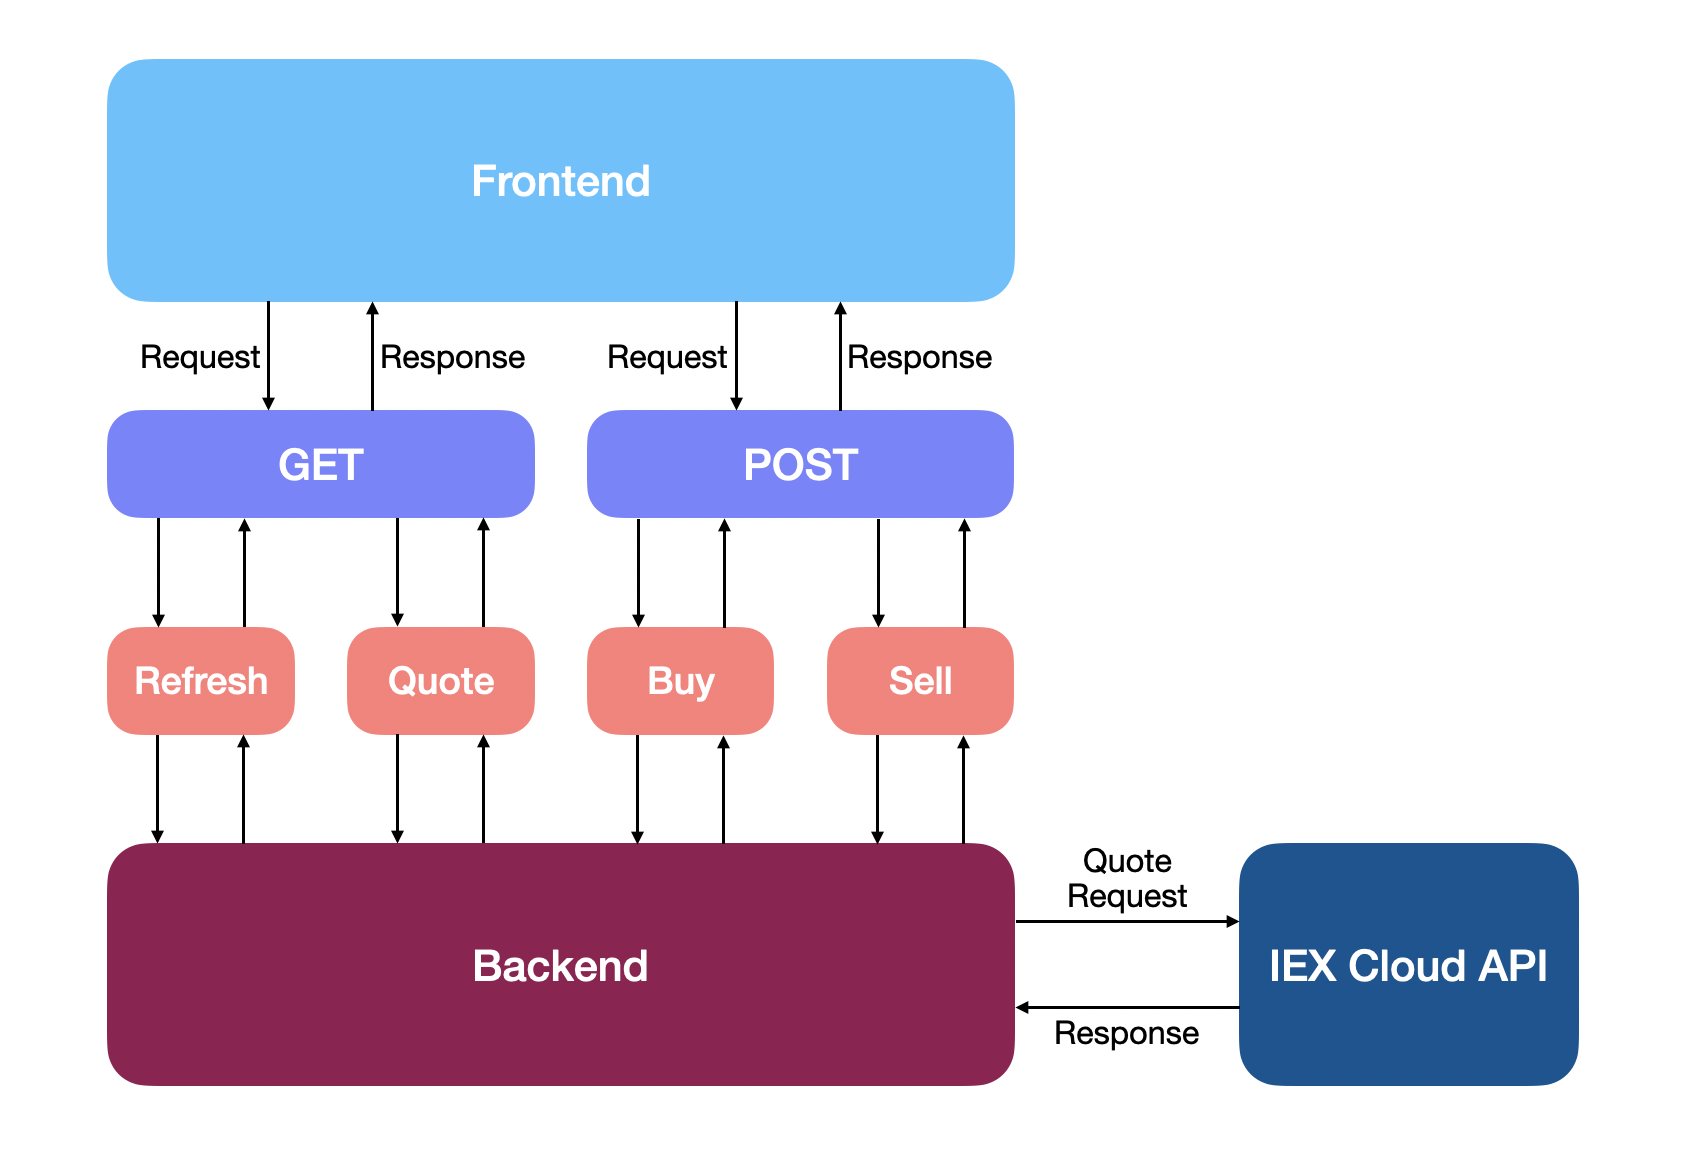 Frontend
Request
Response
Request
Response
GET
POST
Refresh
Quote
Buy
Sell
Quote
Request
Backend
IEX Cloud API
Response